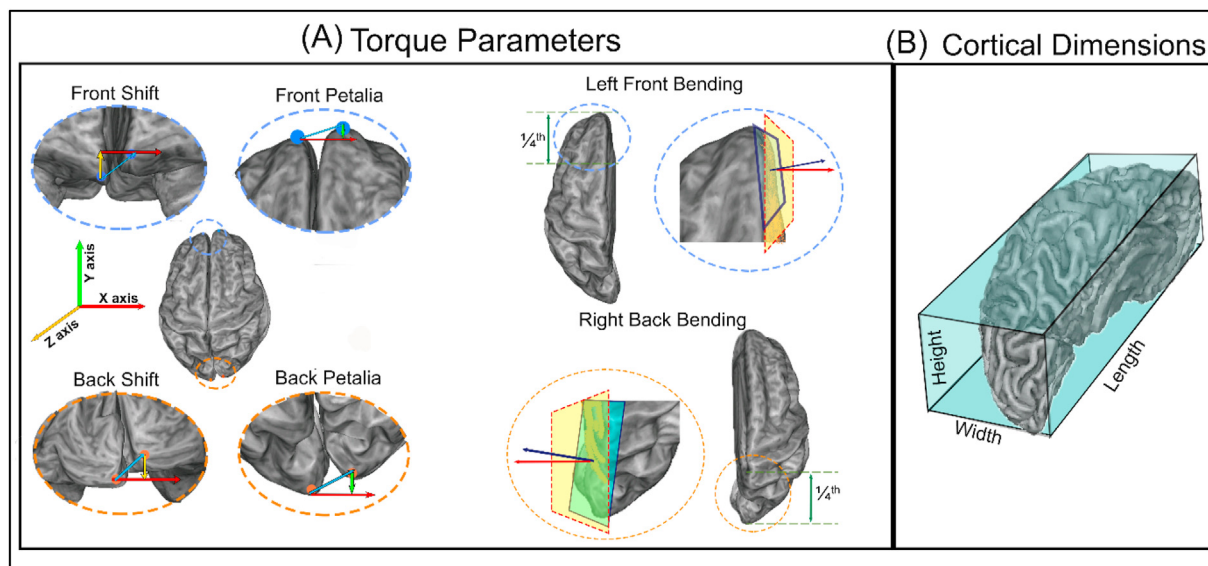 (A) Torque Parameters
(B) Cortical Dimensions
Front Shift
Front Petalia
Left Front Bending
¼th
Y axis
X axis
Z axis
Right Back Bending
Back Shift
Back Petalia
¼th
Height
Width
Length